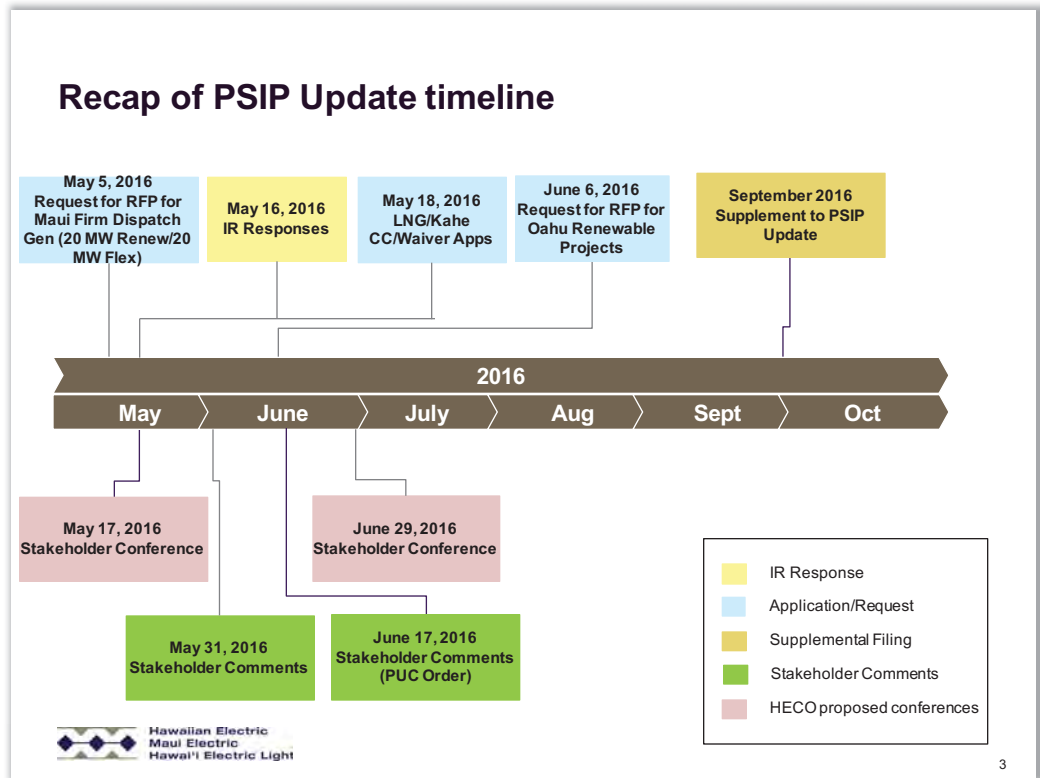 Recap of PSIP Update timeline
May 5, 2016
Request for RFP for
Maui Firm Dispatch
Gen (20 MW Renew/20
MW Flex)
May 16, 2016
IR Responses
May 18, 2016
LNG/Kahe
CC/Waiver Apps
June 6, 2016
Request for RFP for
Oahu Renewable
Projects
September 2016
Supplement to PSIP
Update
2016
May
June
July
Aug
Sept
Oct
May 17, 2016
Stakeholder Conference
June 29, 2016
Stakeholder Conference
May 31, 2016
Stakeholder Comments
June 17, 2016
Stakeholder Comments
(PUC Order)
IR Response
Application/Request
Supplemental Filing
Stakeholder Comments
HECO proposed conferences
Hawaiian Electric
Maui Electric
Hawai'i Electric Light
3